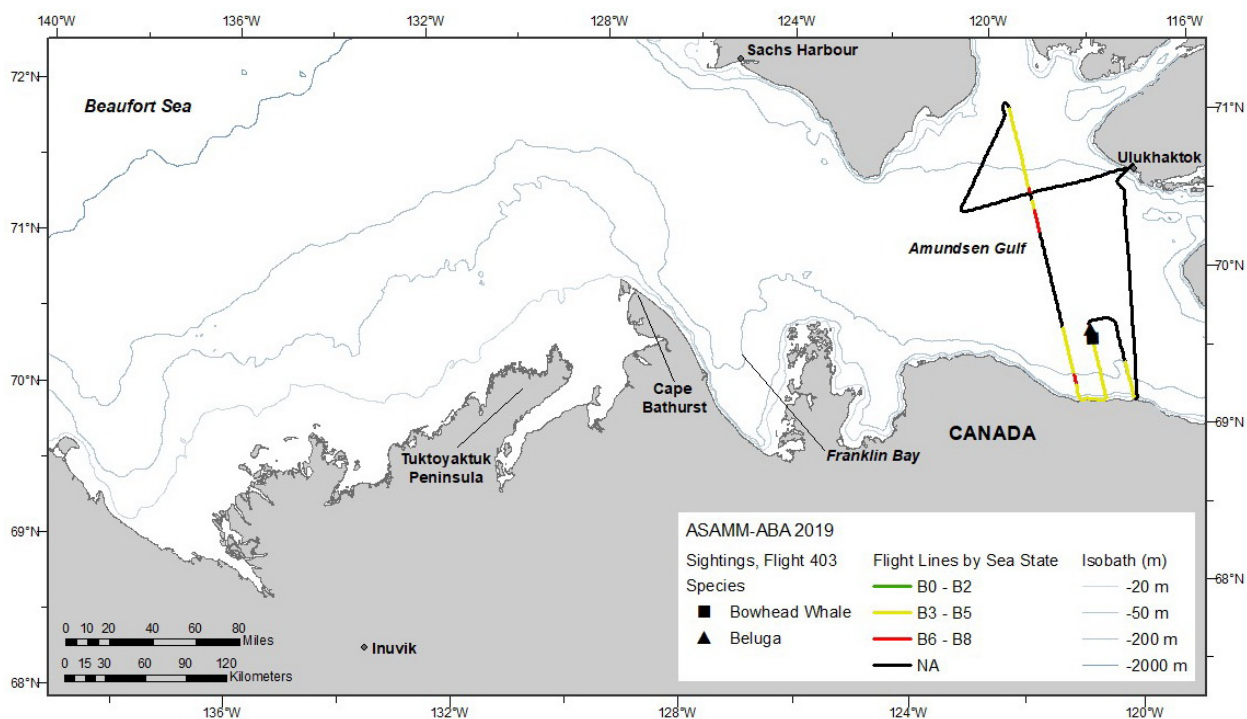 140°W 136°W 132°W 128°W 124°W 120°W 116°W
Sachs Harbour
72°N
Beaufort Sea
71°N
Ulukhaktok
71°N
Amundsen Gulf
70°N
70°N
Cape
Bathurst
CANADA
69°N
Tuktoyaktuk
Peninsula
Franklin Bay
69°N
ASAMM-ABA 2019
Sightings, Flight 403
Species
Bowhead Whale
Beluga
Flight Lines by Sea State
B0 - B2
B3 - B5
B6 - B8
NA
Isobath (m)
-20 m
-50 m
-200 m
-2000 m
68°N
0 10 20 40 60 80
Miles
0 15 30 60 90 120
Kilometers
Inuvik
68°N
136°W 132°W 128°W 124°W 122°W 120°W